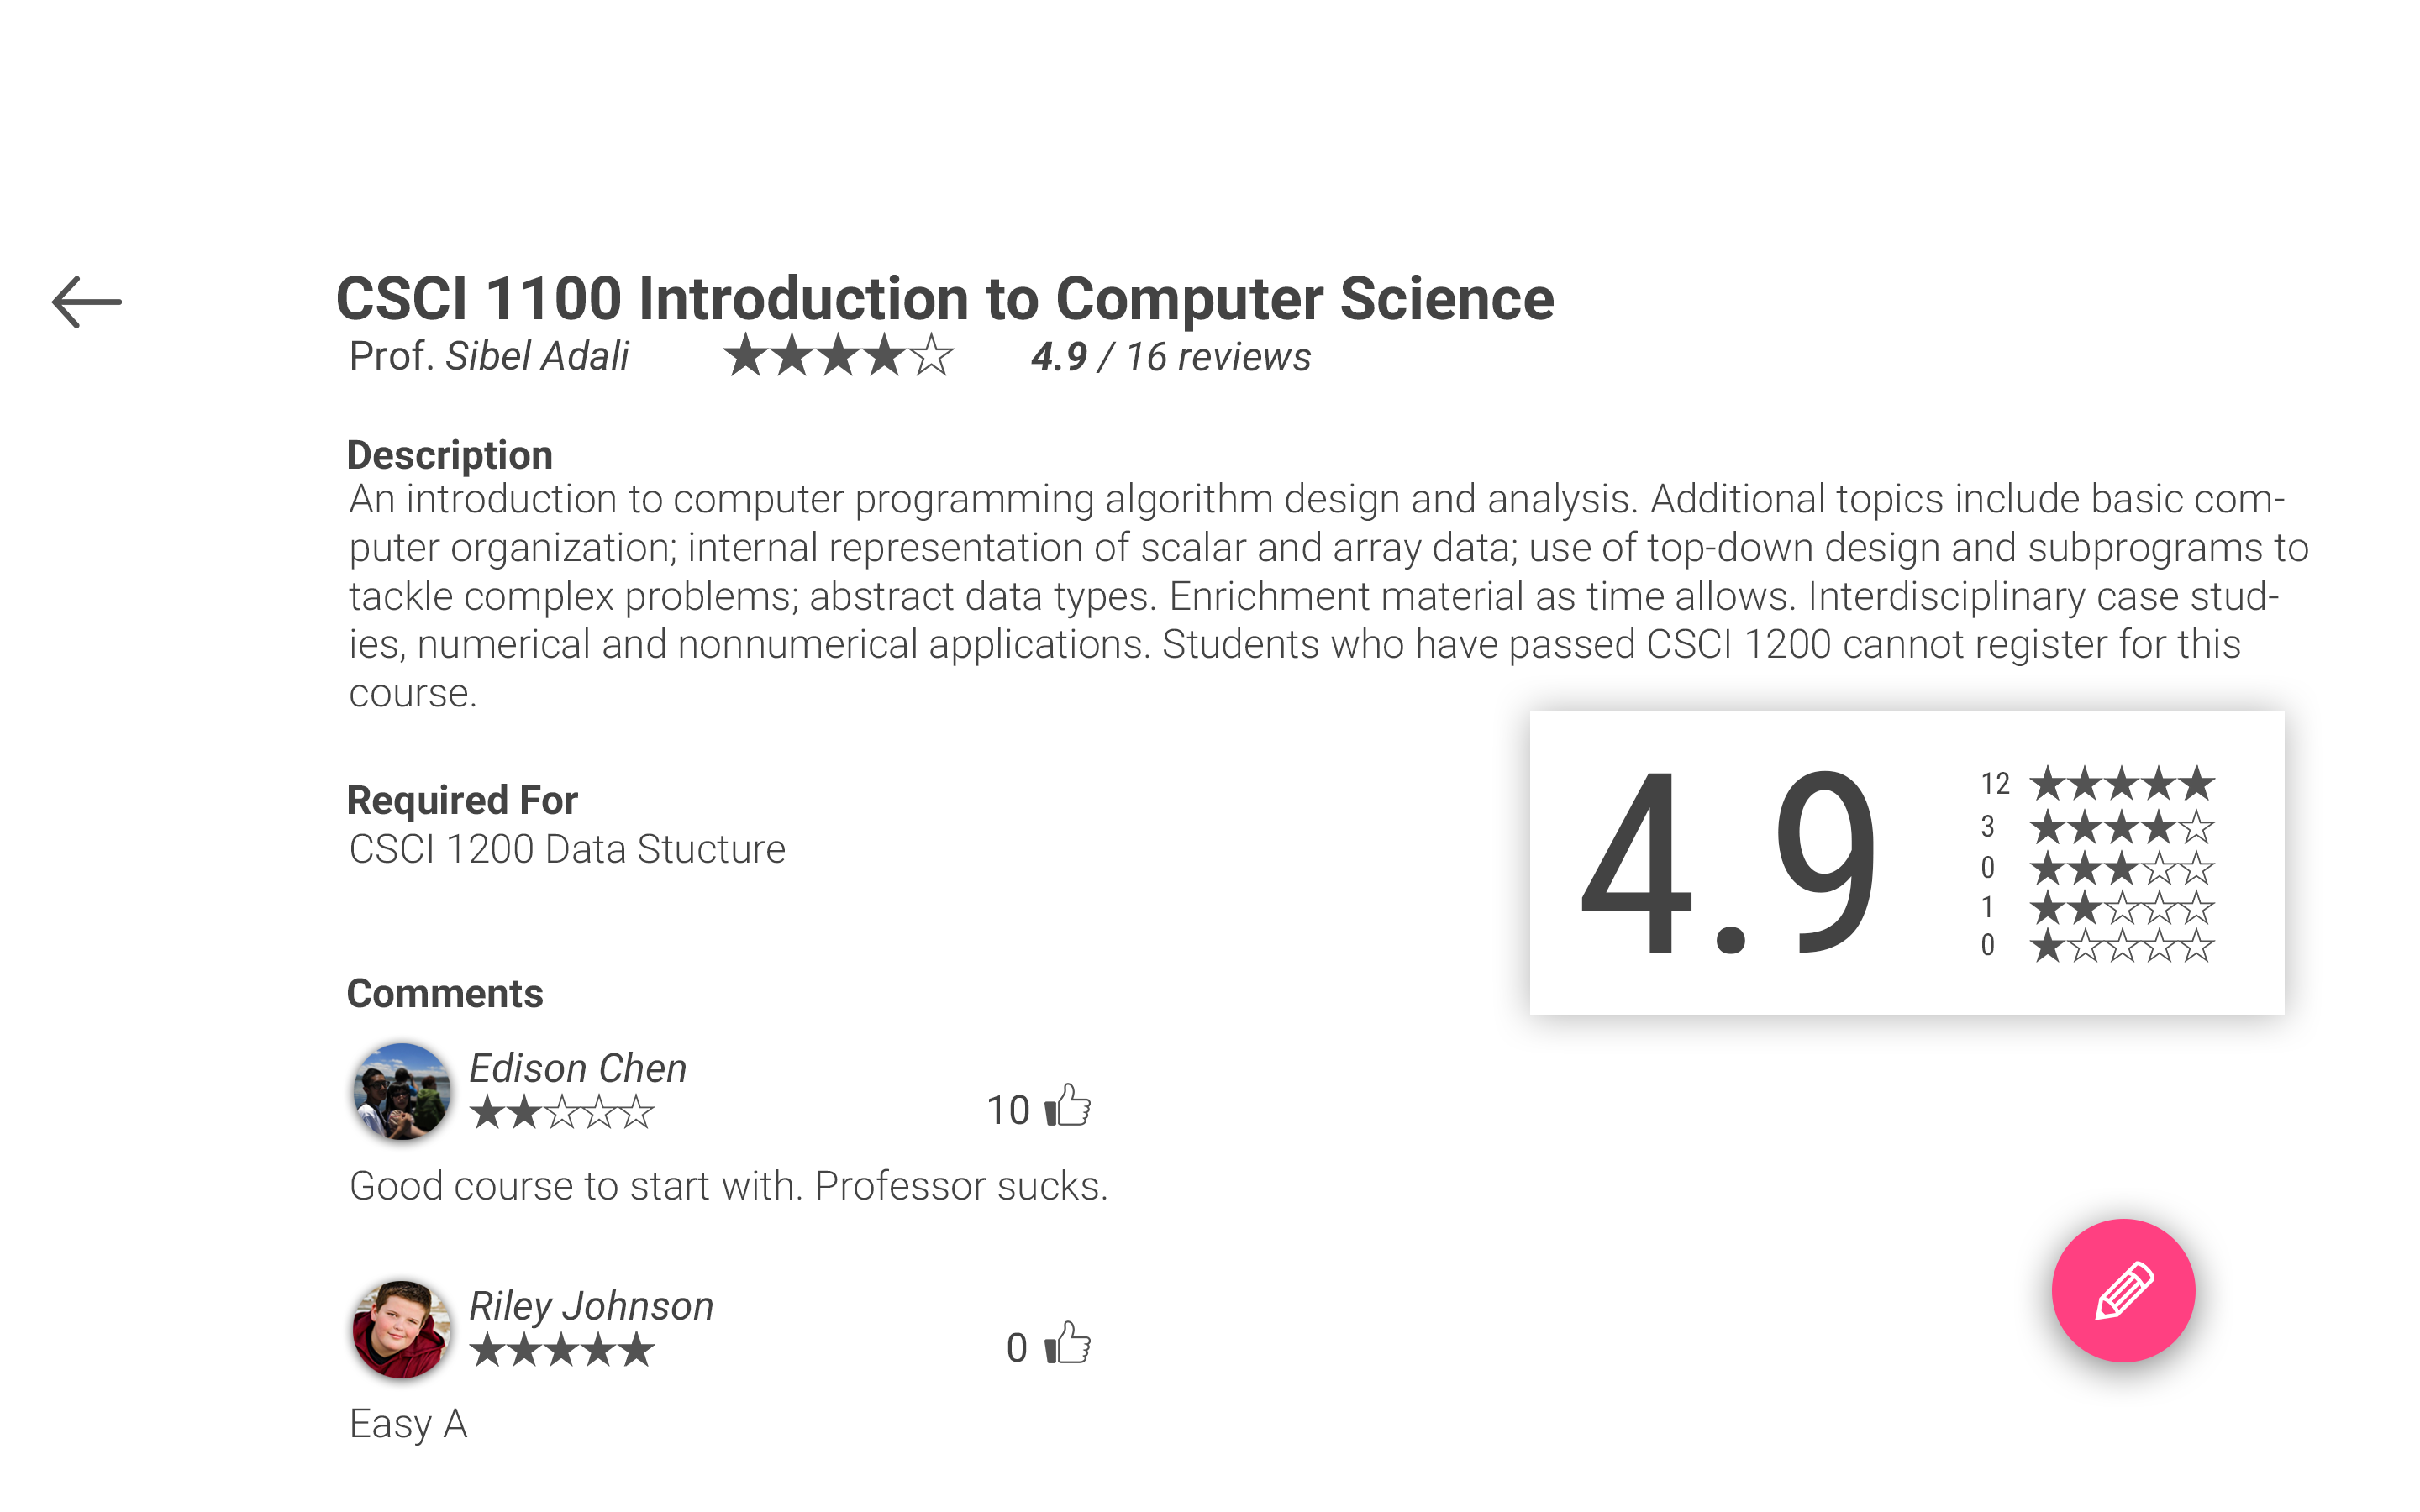 CSCI 1100 Introduction to Computer Science
Prof. Sibel Adali ★★★★☆ 4.9 / 16 reviews
Description
An introduction to computer programming algorithm design and analysis. Additional topics include basic com-
puter organization; internal representation of scalar and array data; use of top-down design and subprograms to
tackle complex problems; abstract data types. Enrichment material as time allows. Interdisciplinary case stud-
ies, numerical and nonnumerical applications. Students who have passed CSCI 1200 cannot register for this
course.
Required For
CSCI 1200 Data Stucture
4.9
12 ★★★★★
3 ★★★★☆
0 ★★★☆☆
1 ★★☆☆☆
0 ★☆☆☆☆
Comments
Edison Chen
★★☆☆☆ 10
Good course to start with. Professor sucks.
Riley Johnson
★★★★★ 0
Easy A